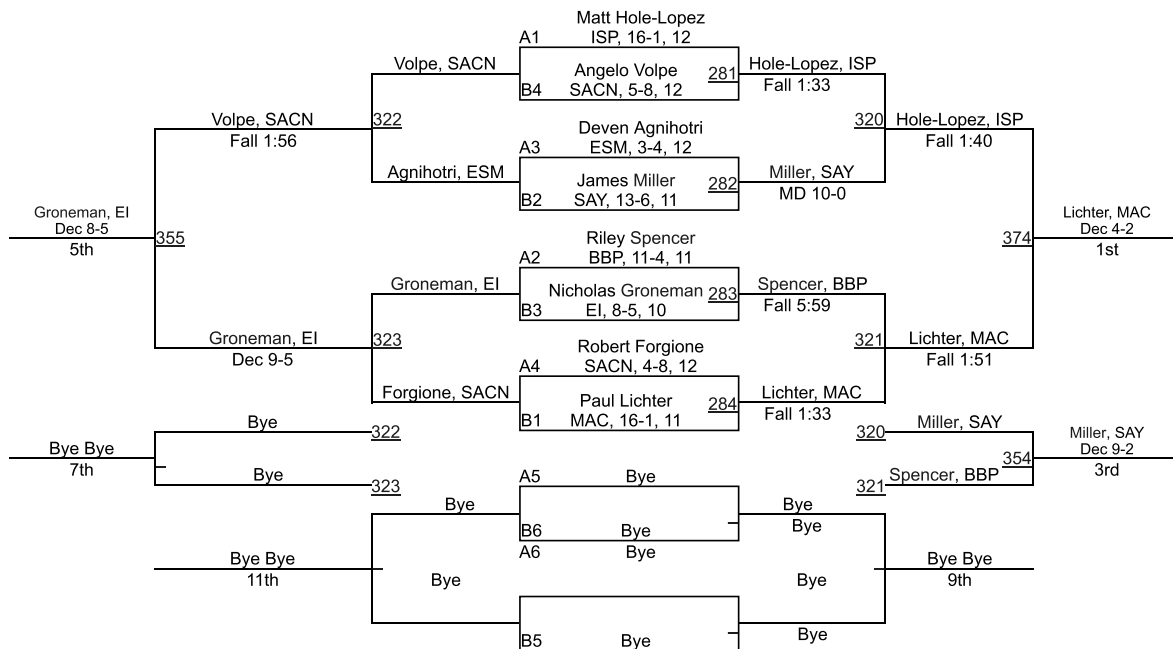 Matt Hole-Lopez
A1 ISP, 16-1, 12
Volpe, SACN Angelo Volpe 281 Hole-Lopez, ISP
B4 SACN, 5-8, 12 Fall 1:33
Volpe, SACN 322 Deven Agnihotri 320 Hole-Lopez, ISP
Fall 1:56 A3 ESM, 3-4, 12 Fall 1:40
Agnihotri, ESM James Miller 282 Miller, SAY
B2 SAY, 13-6, 11 MD 10-0
Groneman, EI Lichter, MAC
Dec 8-5 355 Riley Spencer 374 Dec 4-2
5th A2 BBP, 11-4, 11 1st
Groneman, EI Nicholas Groneman 283 Spencer, BBP
B3 EI, 8-5, 10 Fall 5:59
Groneman, EI 323 Robert Forgione 321 Lichter, MAC
Dec 9-5 A4 SACN, 4-8, 12 Fall 1:51
Forgione, SACN Paul Lichter 284 Lichter, MAC
B1 MAC, 16-1, 11 Fall 1:33
Bye 322 320 Miller, SAY
Bye Bye Miller, SAY
7th 354 Dec 9-2
3rd
Bye 323 A5 Bye 321 Spencer, BBP
Bye Bye
B6 Bye Bye
A6 Bye
Bye Bye Bye Bye
11th Bye Bye 9th
B5 Bye Bye